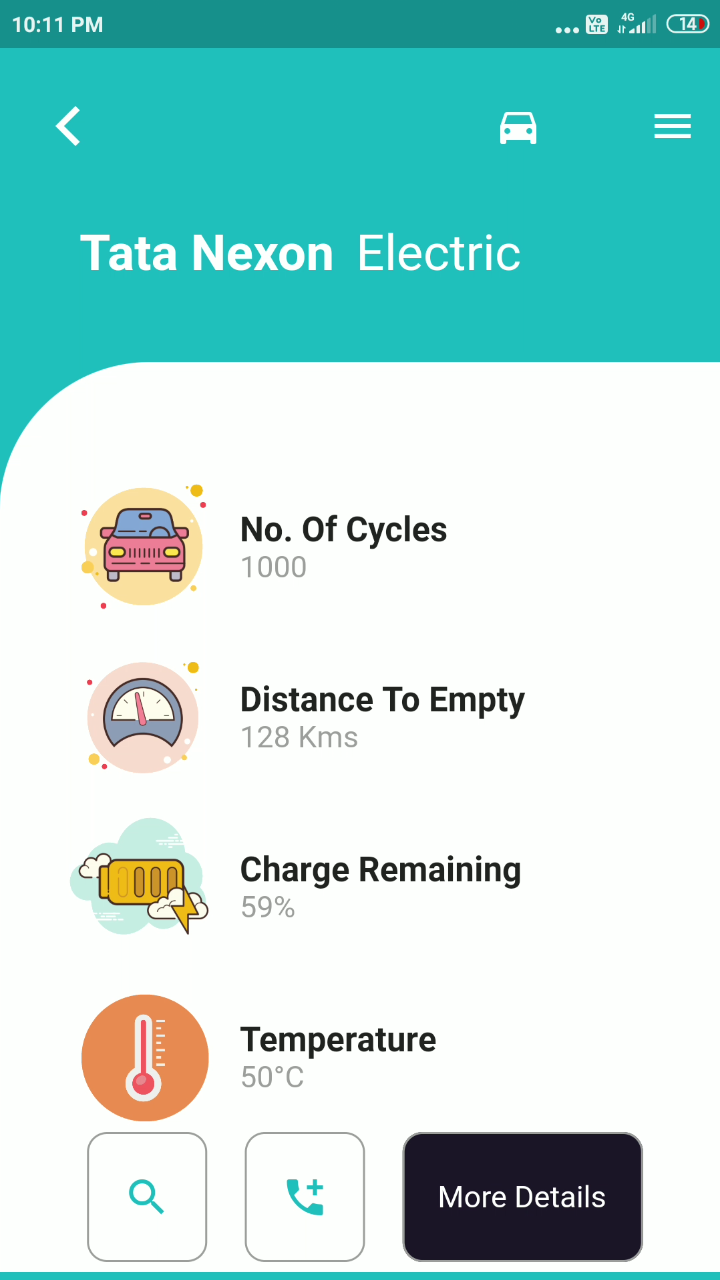 10:11 PM
Vo
LTE
4G
14
Tata Nexon Electric
No. Of Cycles
1000
Distance To Empty
128 Kms
Charge Remaining
59%
Temperature
50°C
More Details